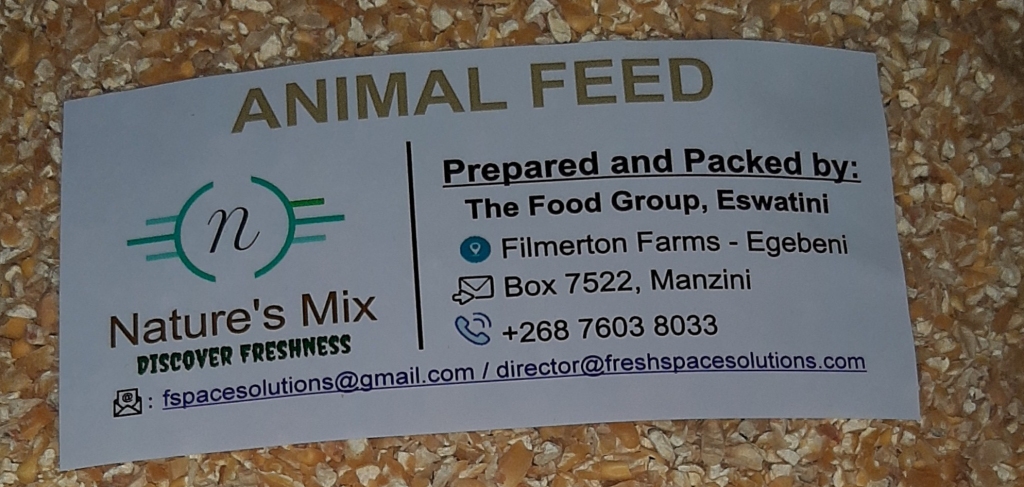 ANIMAL FEED
n
Nature's Mix
DISCOVER FRESHNESS
Prepared and Packed by:
The Food Group, Eswatini
Filmerton Farms - Egebeni
Box 7522, Manzini
+268 7603 8033
@ : fspacesolutions@gmail.com / director@freshspacesolutions.com